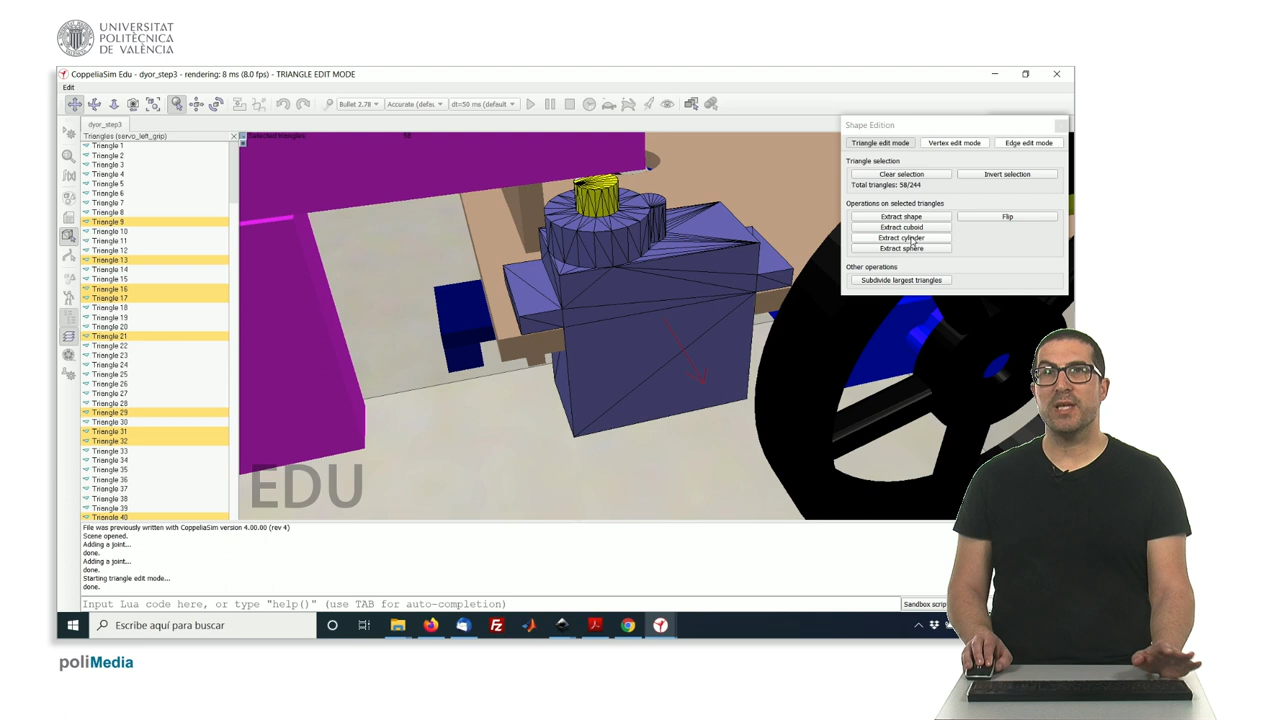 UNIVERSITAT
POLITÈCNICA
DE VALÈNCIA
CoppeliaSim Edu - dyor_step3 - rendering: 8 ms (8.0 fps) - TRIANGLE EDIT MODE
Edit
Bullet 2.78
Accurate (defau
dt=50 ms (default
dyor_step3
Triangles (servo_left_grip)
Selected triangles
58
Triangle 1
Triangle 2
Triangle 3
Triangle 4
Triangle 5
Triangle 6
Triangle 7
Triangle 8
Triangle 9
Triangle 10
Triangle 11
Triangle 12
Triangle 13
Triangle 14
Triangle 15
Triangle 16
Triangle 17
Triangle 18
Triangle 19
Triangle 20
Triangle 21
Triangle 22
Triangle 23
Triangle 24
Triangle 25
Triangle 26
Triangle 27
Triangle 28
Triangle 29
Triangle 30
Triangle 31
Triangle 32
Triangle 33
Triangle 34
Triangle 35
Triangle 36
Triangle 37
Triangle 38
Triangle 39
Triangle 40
EDU
Shape Edition
Triangle edit mode
Vertex edit mode
Edge edit mode
Triangle selection
Clear selection
Invert selection
Total triangles: 58/244
Operations on selected triangles
Extract shape
Flip
Extract cuboid
Extract cylinder
Extract sphere
Other operations
Subdivide largest triangles
File was previously written with CoppeliaSim version 4.00.00 (rev 4)
Scene opened.
Adding a joint...
done.
Adding a joint...
done.
Starting triangle edit mode...
done.
Input Lua code here, or type "help()" (use TAB for auto-completion)
Sandbox scrip
Escribe aquí para buscar
poliMedia